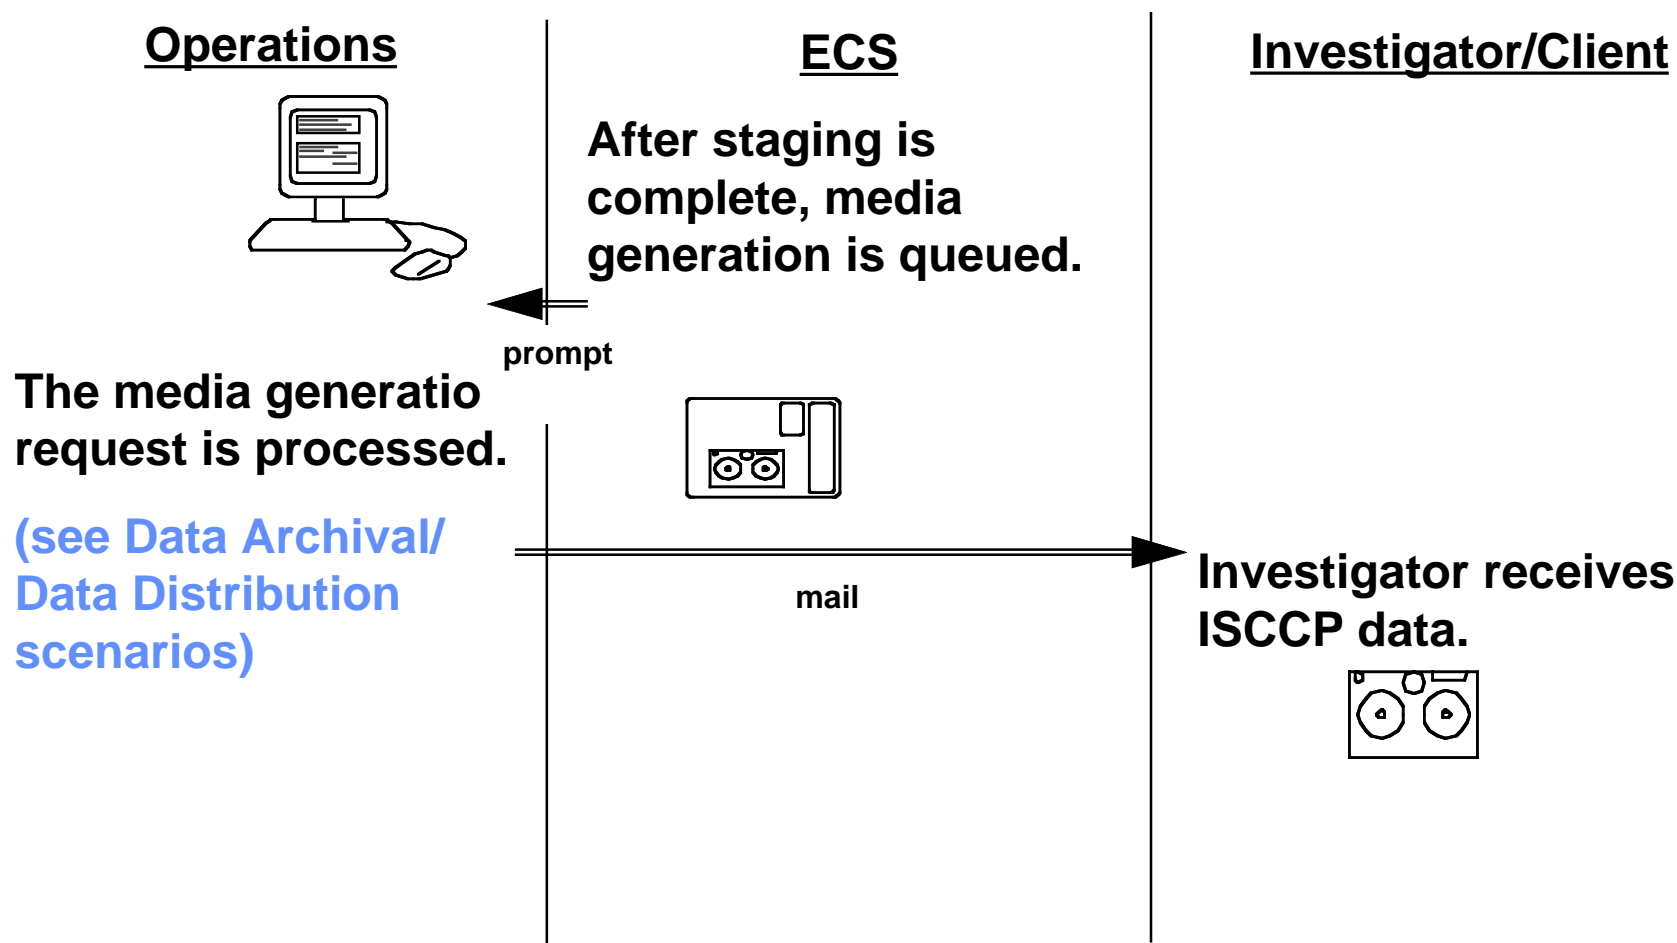 Operations
ECS
Investigator/Client
After staging is
complete, media
generation is queued.
prompt
The media generatio
request is processed.
(see Data Archival/
Data Distribution
scenarios)
mail
Investigator receives
ISCCP data.